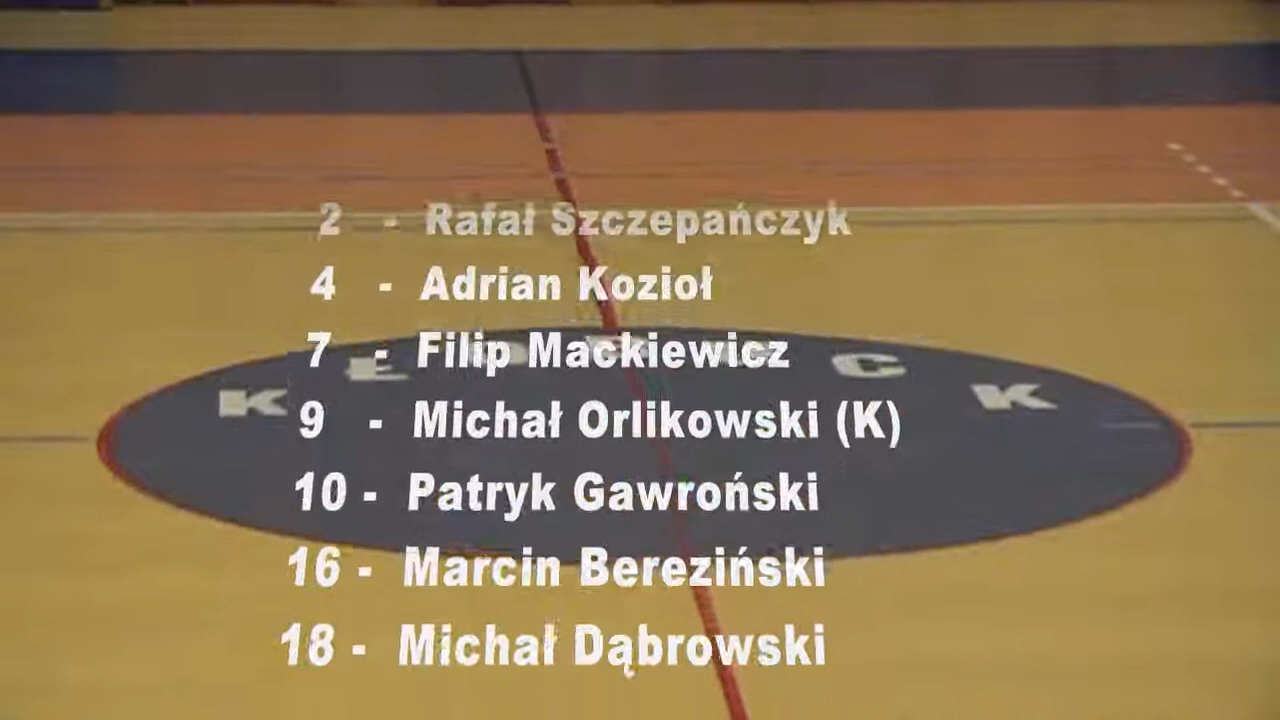 2 - Rafał Szczepańczyk
4 - Adrian Kozioł
7 - Filip Mackiewicz
9 - Michał Orlikowski (K)
10 - Patryk Gawroński
16 - Marcin Bereziński
18 - Michał Dąbrowski